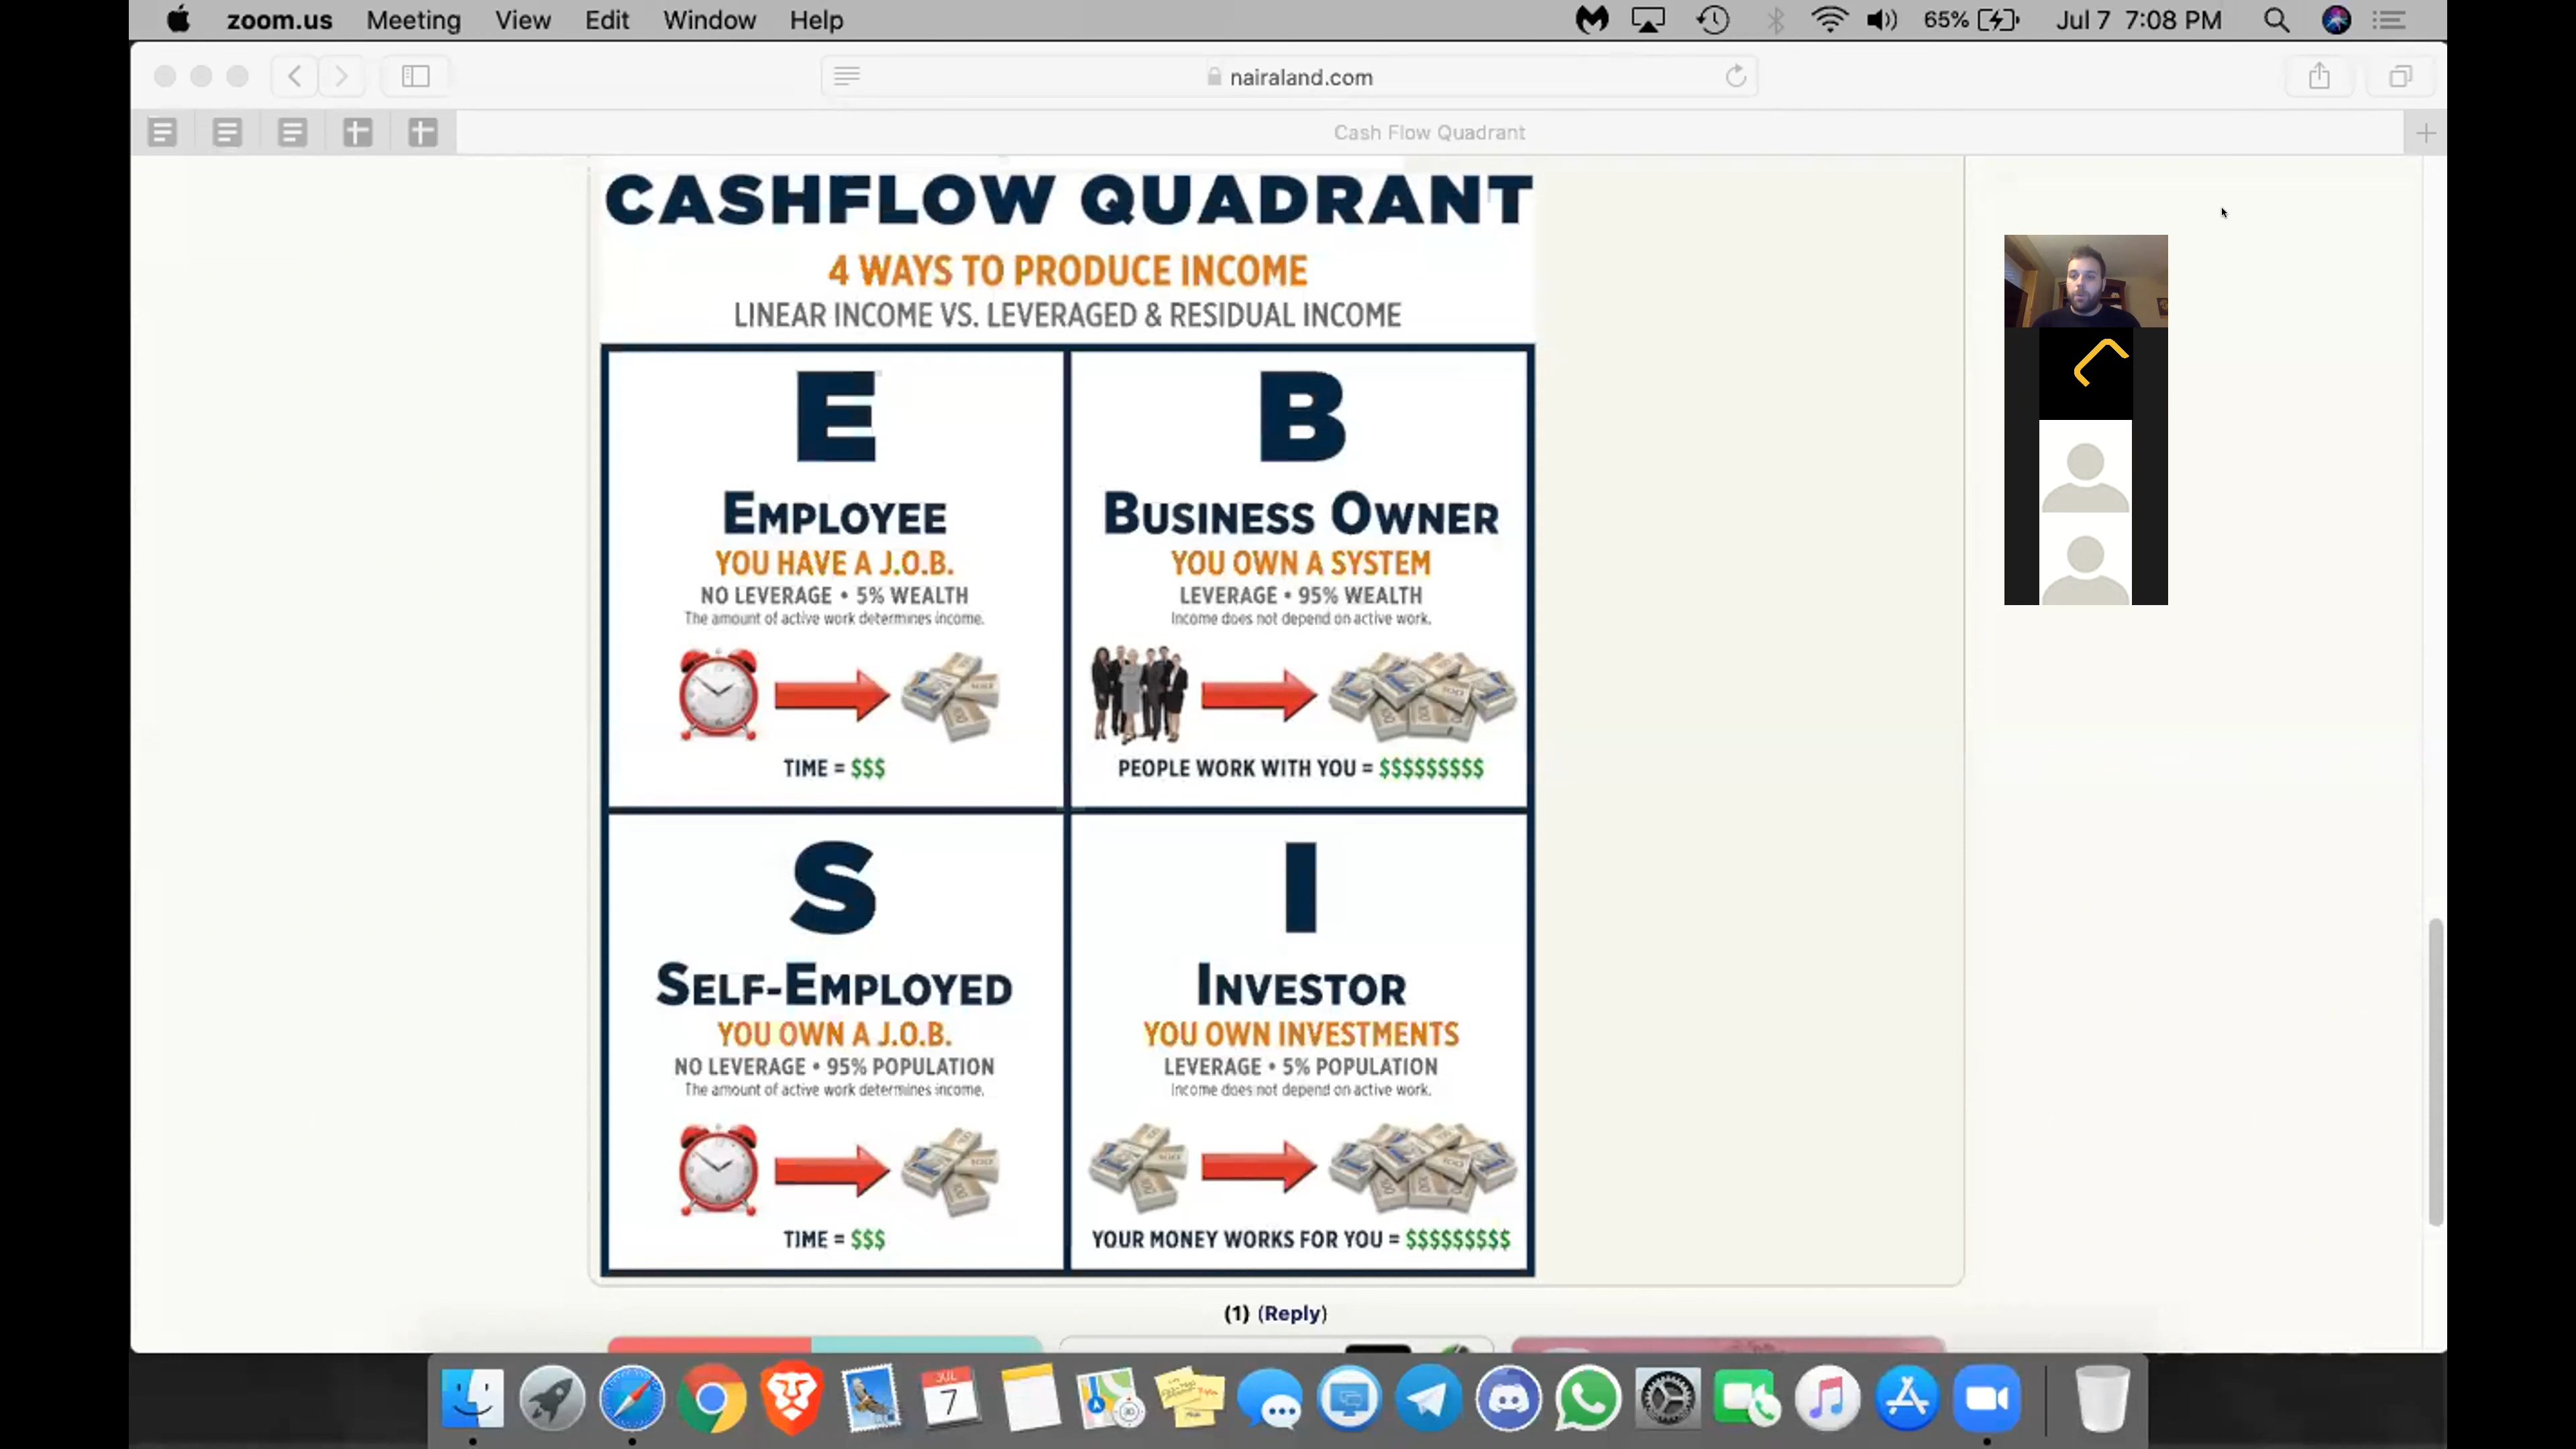 zoom.us Meeting View Edit Window Help 65% Jul 7 7:08 PM
nairaland.com
Cash Flow Quadrant
CASHFLOW QUADRANT
4 WAYS TO PRODUCE INCOME
LINEAR INCOME VS. LEVERAGED & RESIDUAL INCOME
E
EMPLOYEE
YOU HAVE A J.O.B.
NO LEVERAGE • 5% WEALTH
The amount of active work determines income.
TIME = $$$
B
BUSINESS OWNER
YOU OWN A SYSTEM
LEVERAGE • 95% WEALTH
Income does not depend on active work.
PEOPLE WORK WITH YOU = $$$$$$$$$
S
SELF-EMPLOYED
YOU OWN A J.O.B.
NO LEVERAGE • 95% POPULATION
The amount of active work determines income.
TIME = $$$
I
INVESTOR
YOU OWN INVESTMENTS
LEVERAGE • 5% POPULATION
Income does not depend on active work.
YOUR MONEY WORKS FOR YOU = $$$$$$$$$
(1) (Reply)
JUL
7